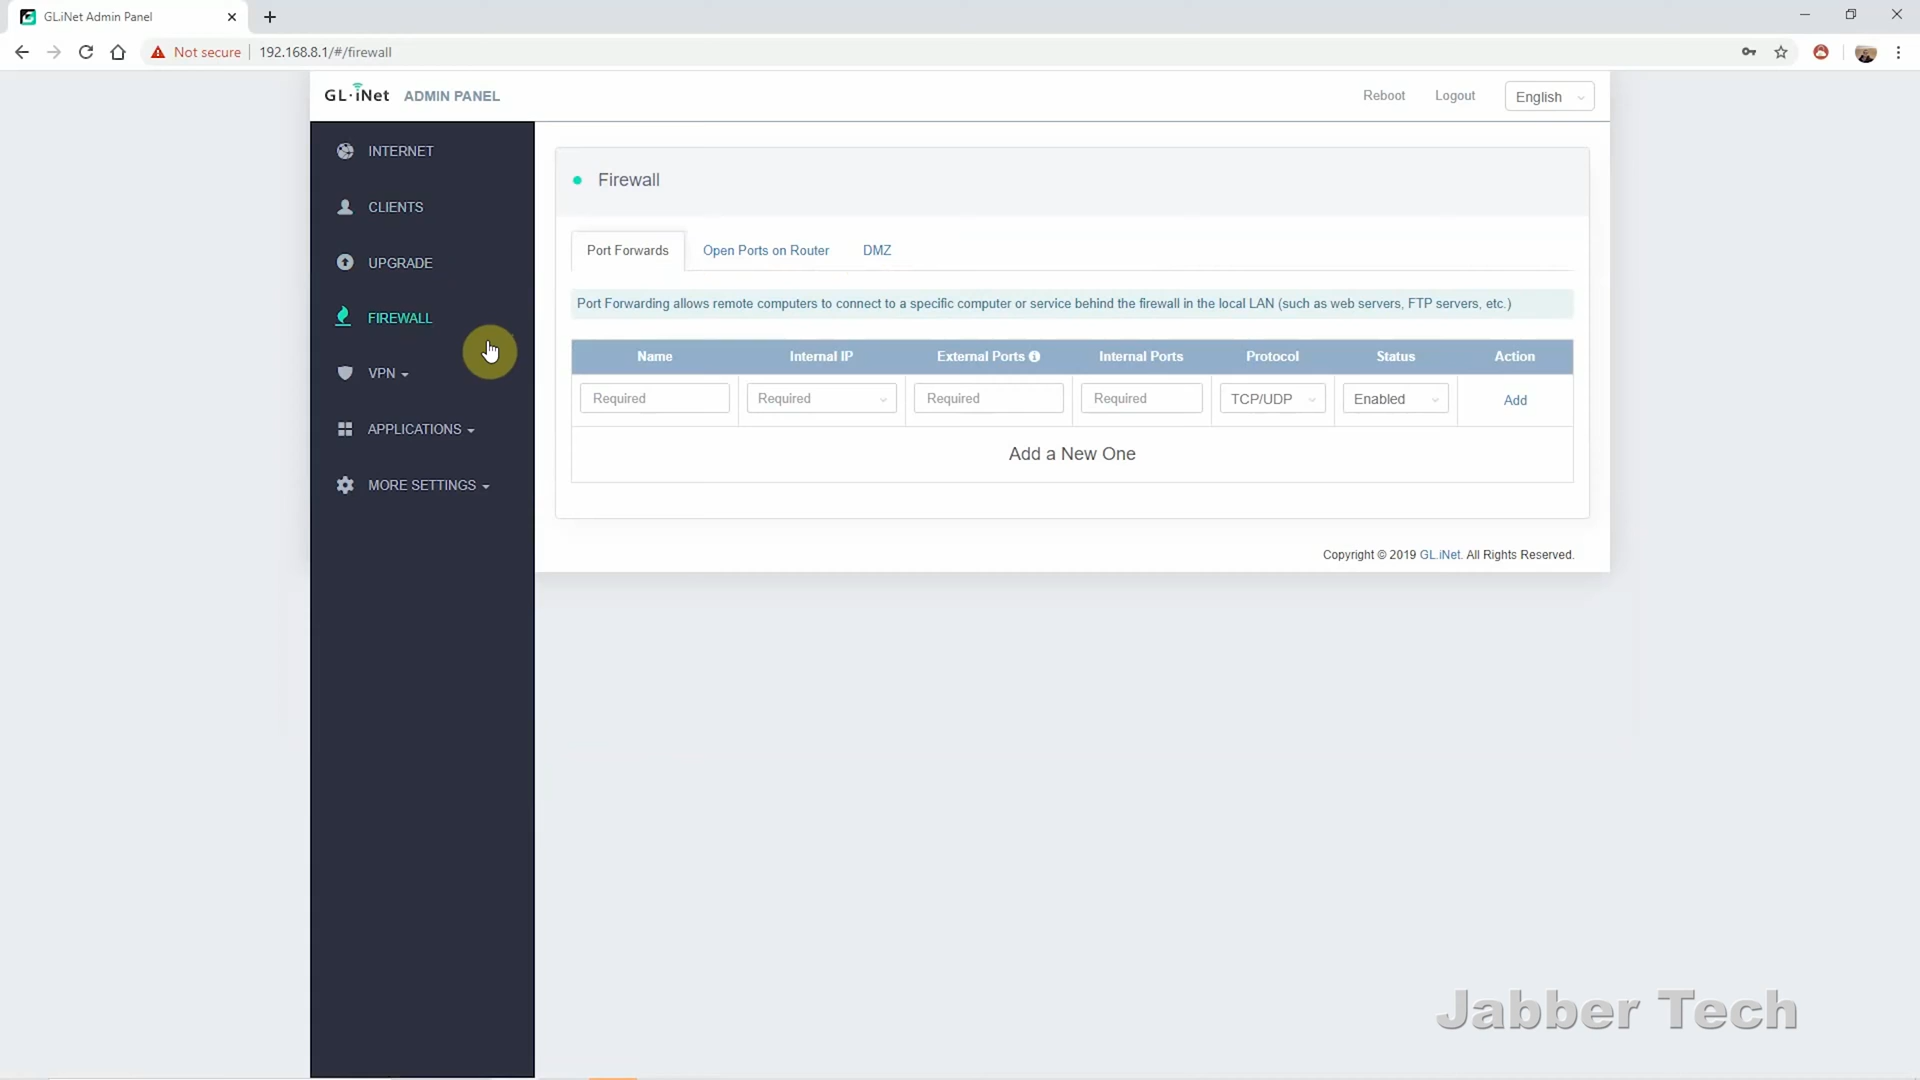 GL.iNet Admin Panel
Not secure
192.168.8.1/#/firewall
GL·iNet ADMIN PANEL
Reboot
Logout
English
INTERNET
CLIENTS
UPGRADE
FIREWALL
VPN
APPLICATIONS
MORE SETTINGS
Firewall
Port Forwards
Open Ports on Router
DMZ
Port Forwarding allows remote computers to connect to a specific computer or service behind the firewall in the local LAN (such as web servers, FTP servers, etc.)
Name Internal IP External Ports Internal Ports Protocol Status Action
Required Required Required Required TCP/UDP Enabled Add
Add a New One
Copyright © 2019 GL.iNet. All Rights Reserved.
Jabber Tech